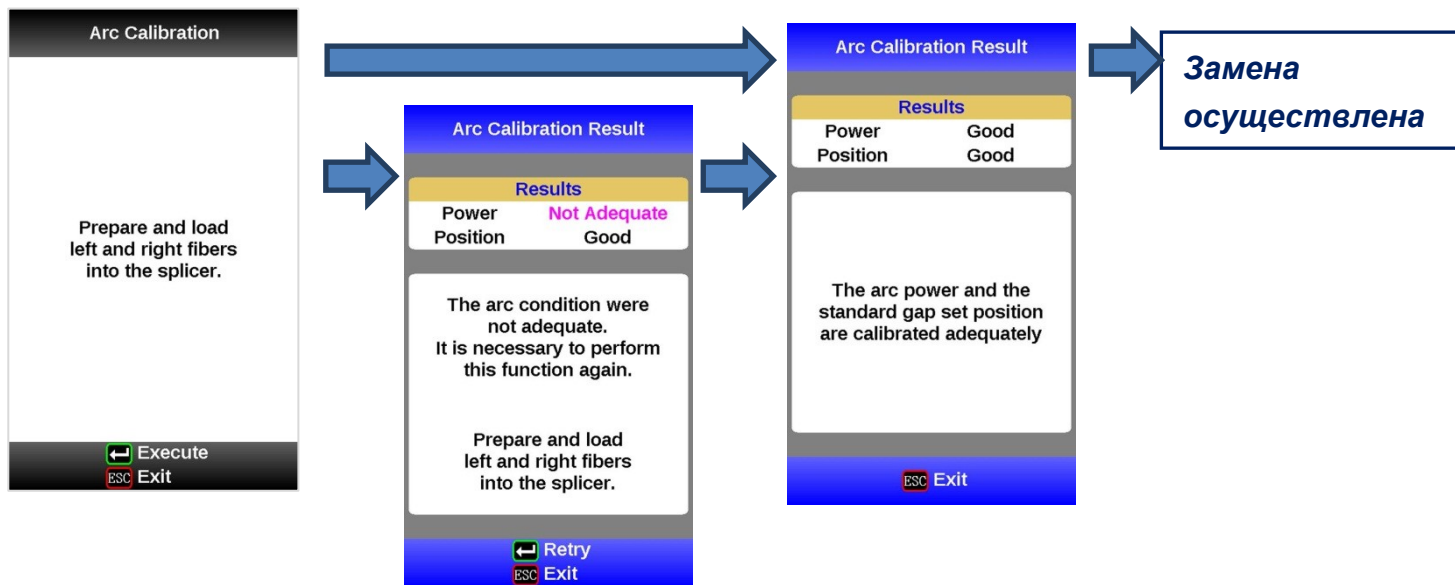 Arc Calibration
Prepare and load
left and right fibers
into the splicer.
Execute
ESC Exit
Arc Calibration Result
Results
Power Not Adequate
Position Good
The arc condition were
not adequate.
It is necessary to perform
this function again.
Prepare and load
left and right fibers
into the splicer.
Retry
ESC Exit
Arc Calibration Result
Results
Power Good
Position Good
The arc power and the
standard gap set position
are calibrated adequately
ESC Exit
Замена
осуществлена